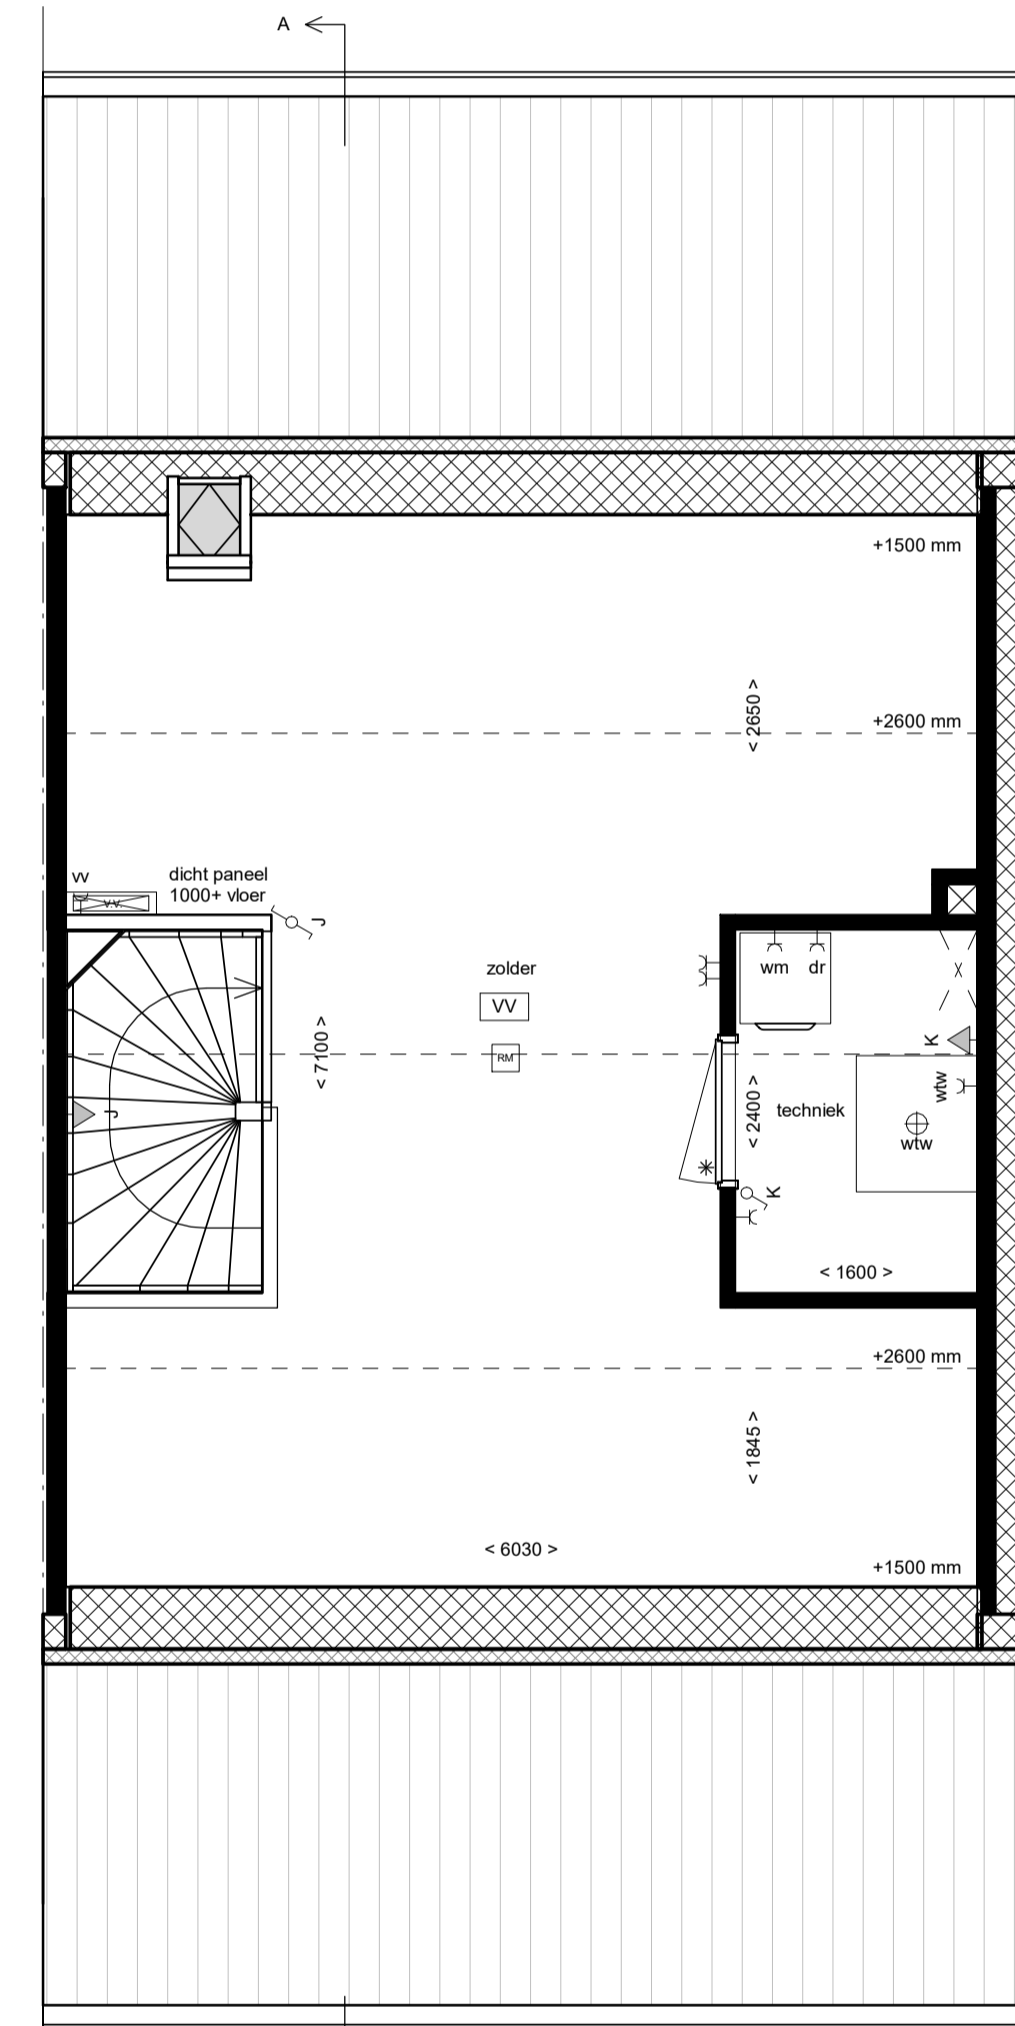 A
+1500 mm
< 2650 >
+2600 mm
vv
dicht paneel
1000+ vloer
v.v.
J
zolder
VV
RM
wm dr
< 7100 >
K
wtw
J
< 2400 >
techniek
wtw
K
< 1600 >
+2600 mm
< 1845 >
< 6030 >
+1500 mm